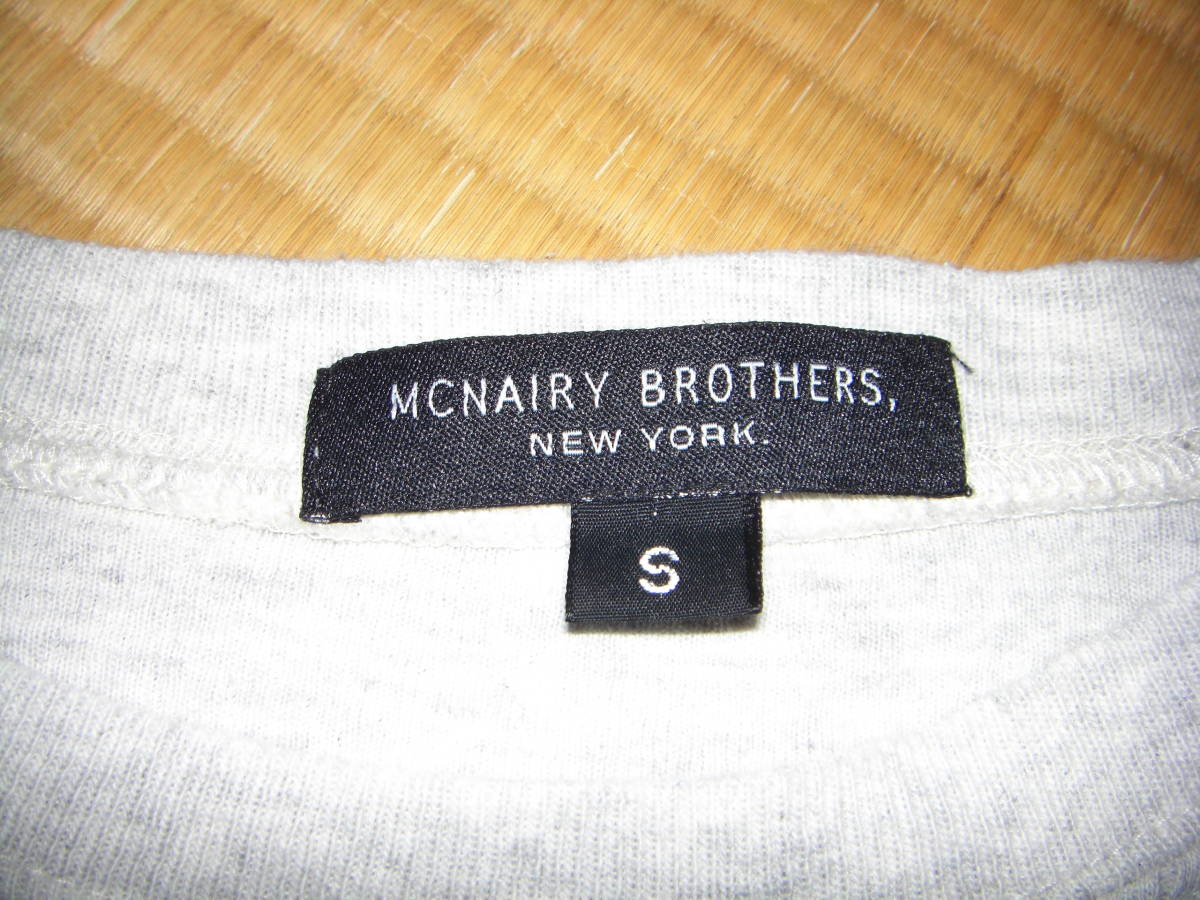 MCNAIRY BROTHERS,
NEW YORK.
S